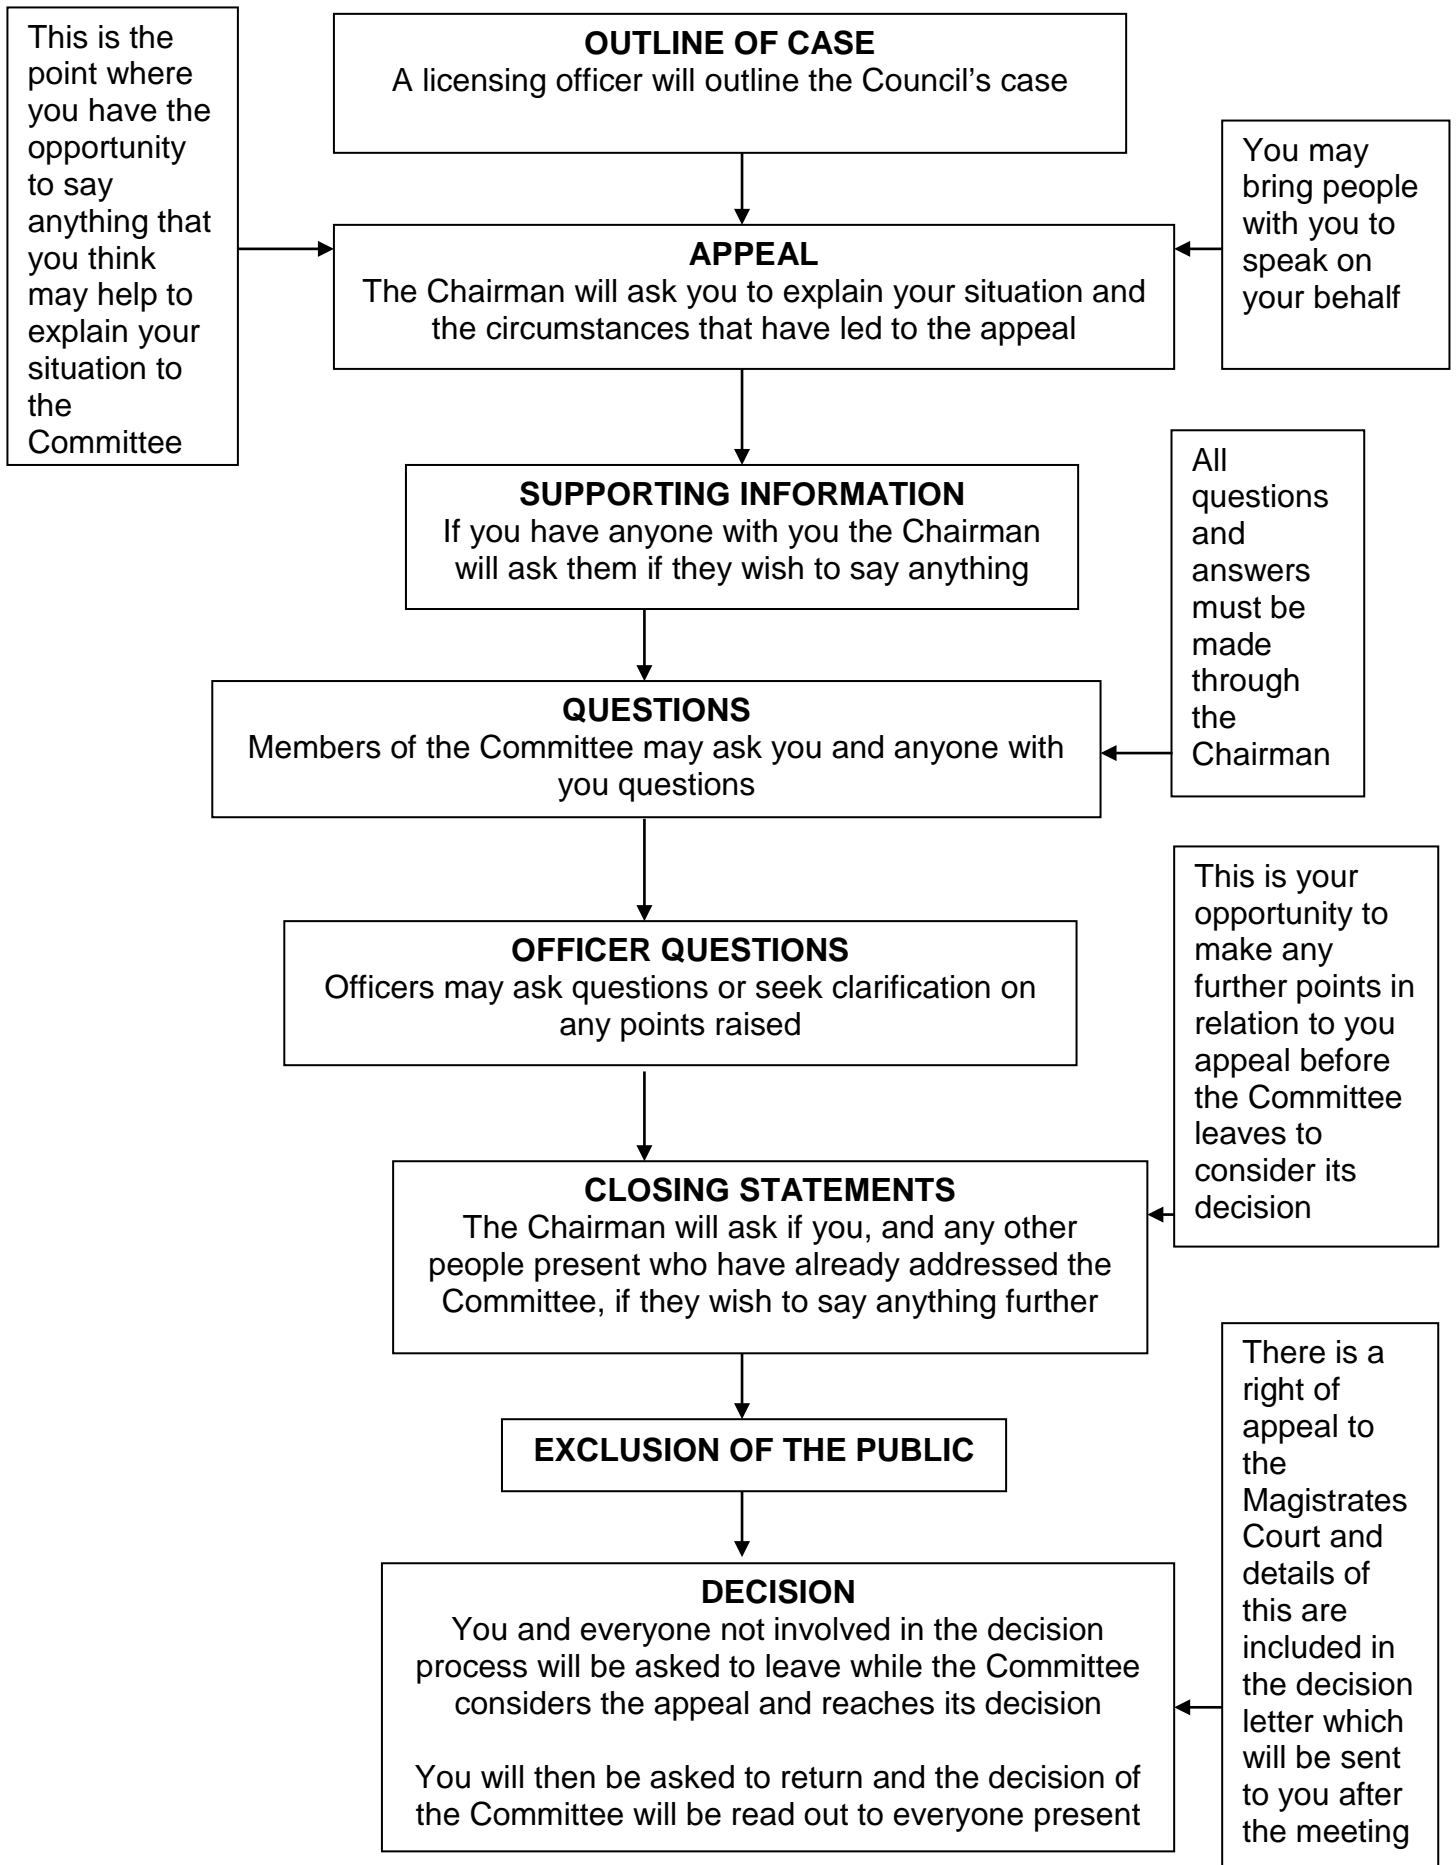 This is the
point where
you have the
opportunity
to say
anything that
you think
may help to
explain your
situation to
the
Committee
OUTLINE OF CASE
A licensing officer will outline the Council's case
You may
bring people
with you to
speak on
your behalf
APPEAL
The Chairman will ask you to explain your situation and
the circumstances that have led to the appeal
SUPPORTING INFORMATION
If you have anyone with you the Chairman
will ask them if they wish to say anything
All
questions
and
answers
must be
made
through
the
Chairman
QUESTIONS
Members of the Committee may ask you and anyone with
you questions
OFFICER QUESTIONS
Officers may ask questions or seek clarification on
any points raised
This is your
opportunity to
make any
further points in
relation to you
appeal before
the Committee
leaves to
consider its
decision
CLOSING STATEMENTS
The Chairman will ask if you, and any other
people present who have already addressed the
Committee, if they wish to say anything further
EXCLUSION OF THE PUBLIC
There is a
right of
appeal to
the
Magistrates
Court and
details of
this are
included in
the decision
letter which
will be sent
to you after
the meeting
DECISION
You and everyone not involved in the decision
process will be asked to leave while the Committee
considers the appeal and reaches its decision
You will then be asked to return and the decision of
the Committee will be read out to everyone present